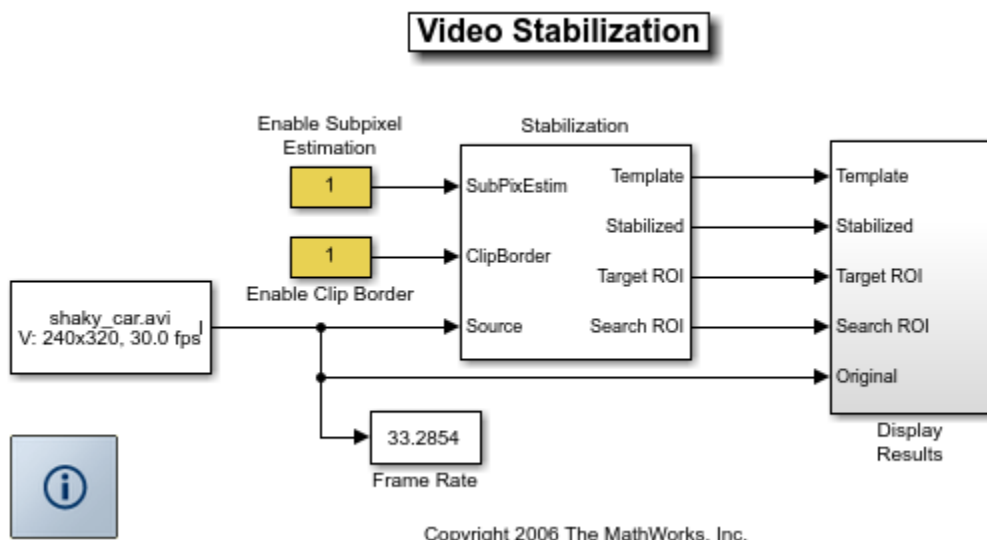 Video Stabilization
Enable Subpixel
Estimation
1
1
Enable Clip Border
shaky_car.avi
V: 240x320, 30.0 fps
I
Stabilization
SubPixEstim
ClipBorder
Source
Template
Stabilized
Target ROI
Search ROI
Template
Stabilized
Target ROI
Search ROI
Original
Display
Results
33.2854
Frame Rate
i
Copyright 2006 The MathWorks, Inc.